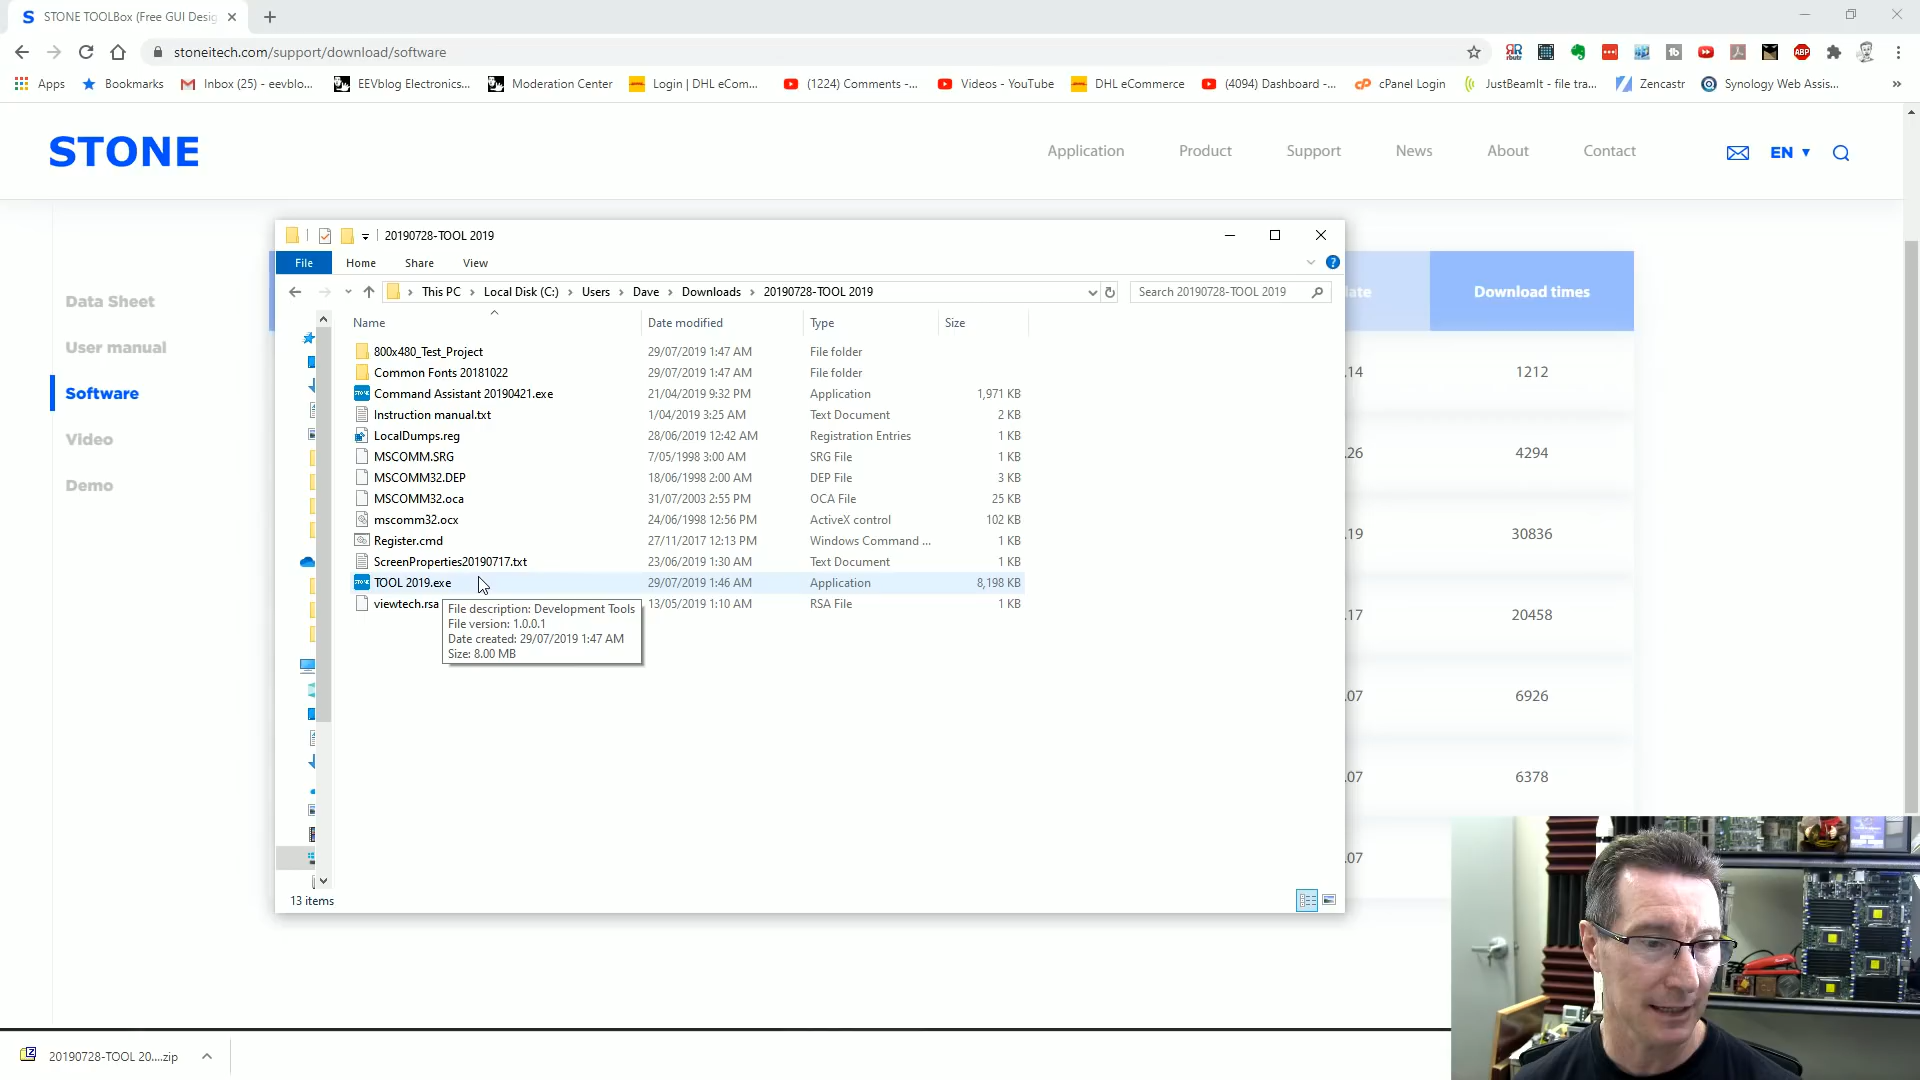 STONE TOOLBox (Free GUI Desig
stoneitech.com/support/download/software
Apps
Bookmarks
Inbox (25) - eevblo...
EEVblog Electronics...
Moderation Center
Login | DHL eCom...
(1224) Comments -...
Videos - YouTube
DHL eCommerce
(4094) Dashboard -...
cPanel Login
JustBeamIt - file tra...
Zencastr
Synology Web Assis...
STONE
Application
Product
Support
News
About
Contact
EN
Data Sheet
User manual
Software
Video
Demo
20190728-TOOL 2019
File
Home
Share
View
This PC
Local Disk (C:)
Users
Dave
Downloads
20190728-TOOL 2019
Search 20190728-TOOL 2019
Name
Date modified
Type
Size
800x480_Test_Project 29/07/2019 1:47 AM File folder
Common Fonts 20181022 29/07/2019 1:47 AM File folder
Command Assistant 20190421.exe 21/04/2019 9:32 PM Application 1,971 KB
Instruction manual.txt 1/04/2019 3:25 AM Text Document 2 KB
LocalDumps.reg 28/06/2019 12:42 AM Registration Entries 1 KB
MSCOMM.SRG 7/05/1998 3:00 AM SRG File 1 KB
MSCOMM32.DEP 18/06/1998 2:00 AM DEP File 3 KB
MSCOMM32.oca 31/07/2003 2:55 PM OCA File 25 KB
mscomm32.ocx 24/06/1998 12:56 PM ActiveX control 102 KB
Register.cmd 27/11/2017 12:13 PM Windows Command ... 1 KB
ScreenProperties20190717.txt 23/06/2019 1:30 AM Text Document 1 KB
TOOL 2019.exe 29/07/2019 1:46 AM Application 8,198 KB
viewtech.rsa 13/05/2019 1:10 AM RSA File 1 KB
File description: Development Tools
File version: 1.0.0.1
Date created: 29/07/2019 1:47 AM
Size: 8.00 MB
13 items
ate
Download times
.14 1212
.26 4294
.19 30836
.17 20458
.07 6926
.07 6378
.07
20190728-TOOL 20....zip